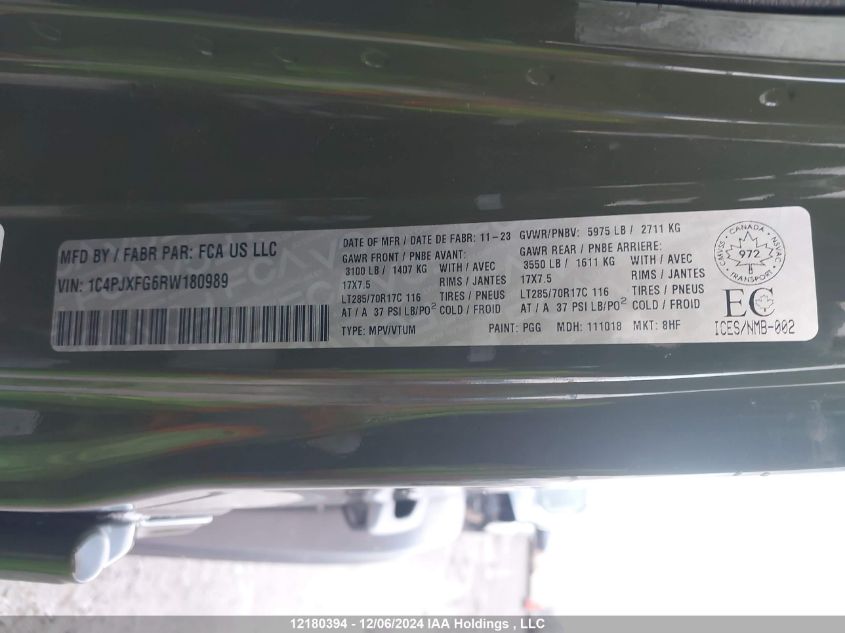 MFD BY / FABR PAR: FCA US LLC
VIN: 1C4PJXFG6RW180989
DATE OF MFR / DATE DE FABR: 11-23
GAWR FRONT / PNBE AVANT:
3100 LB / 1407 KG WITH / AVEC
17X7.5 RIMS / JANTES
LT285/70R17C 116 TIRES / PNEUS
AT / A 37 PSI LB/PO² COLD / FROID
GVWR/PNBV: 5975 LB / 2711 KG
GAWR REAR / PNBE ARRIERE:
3550 LB / 1611 KG WITH / AVEC
17X7.5 RIMS / JANTES
LT285/70R17C 116 TIRES / PNEUS
AT / A 37 PSI LB/PO² COLD / FROID
TYPE: MPV/VTUM PAINT: PGG MDH: 111018 MKT: 8HF
CANADA
CMVSS
NSVAC
972
TRANSPORT
EC
ICES/NMB-002
12180394 - 12/06/2024 IAA Holdings , LLC